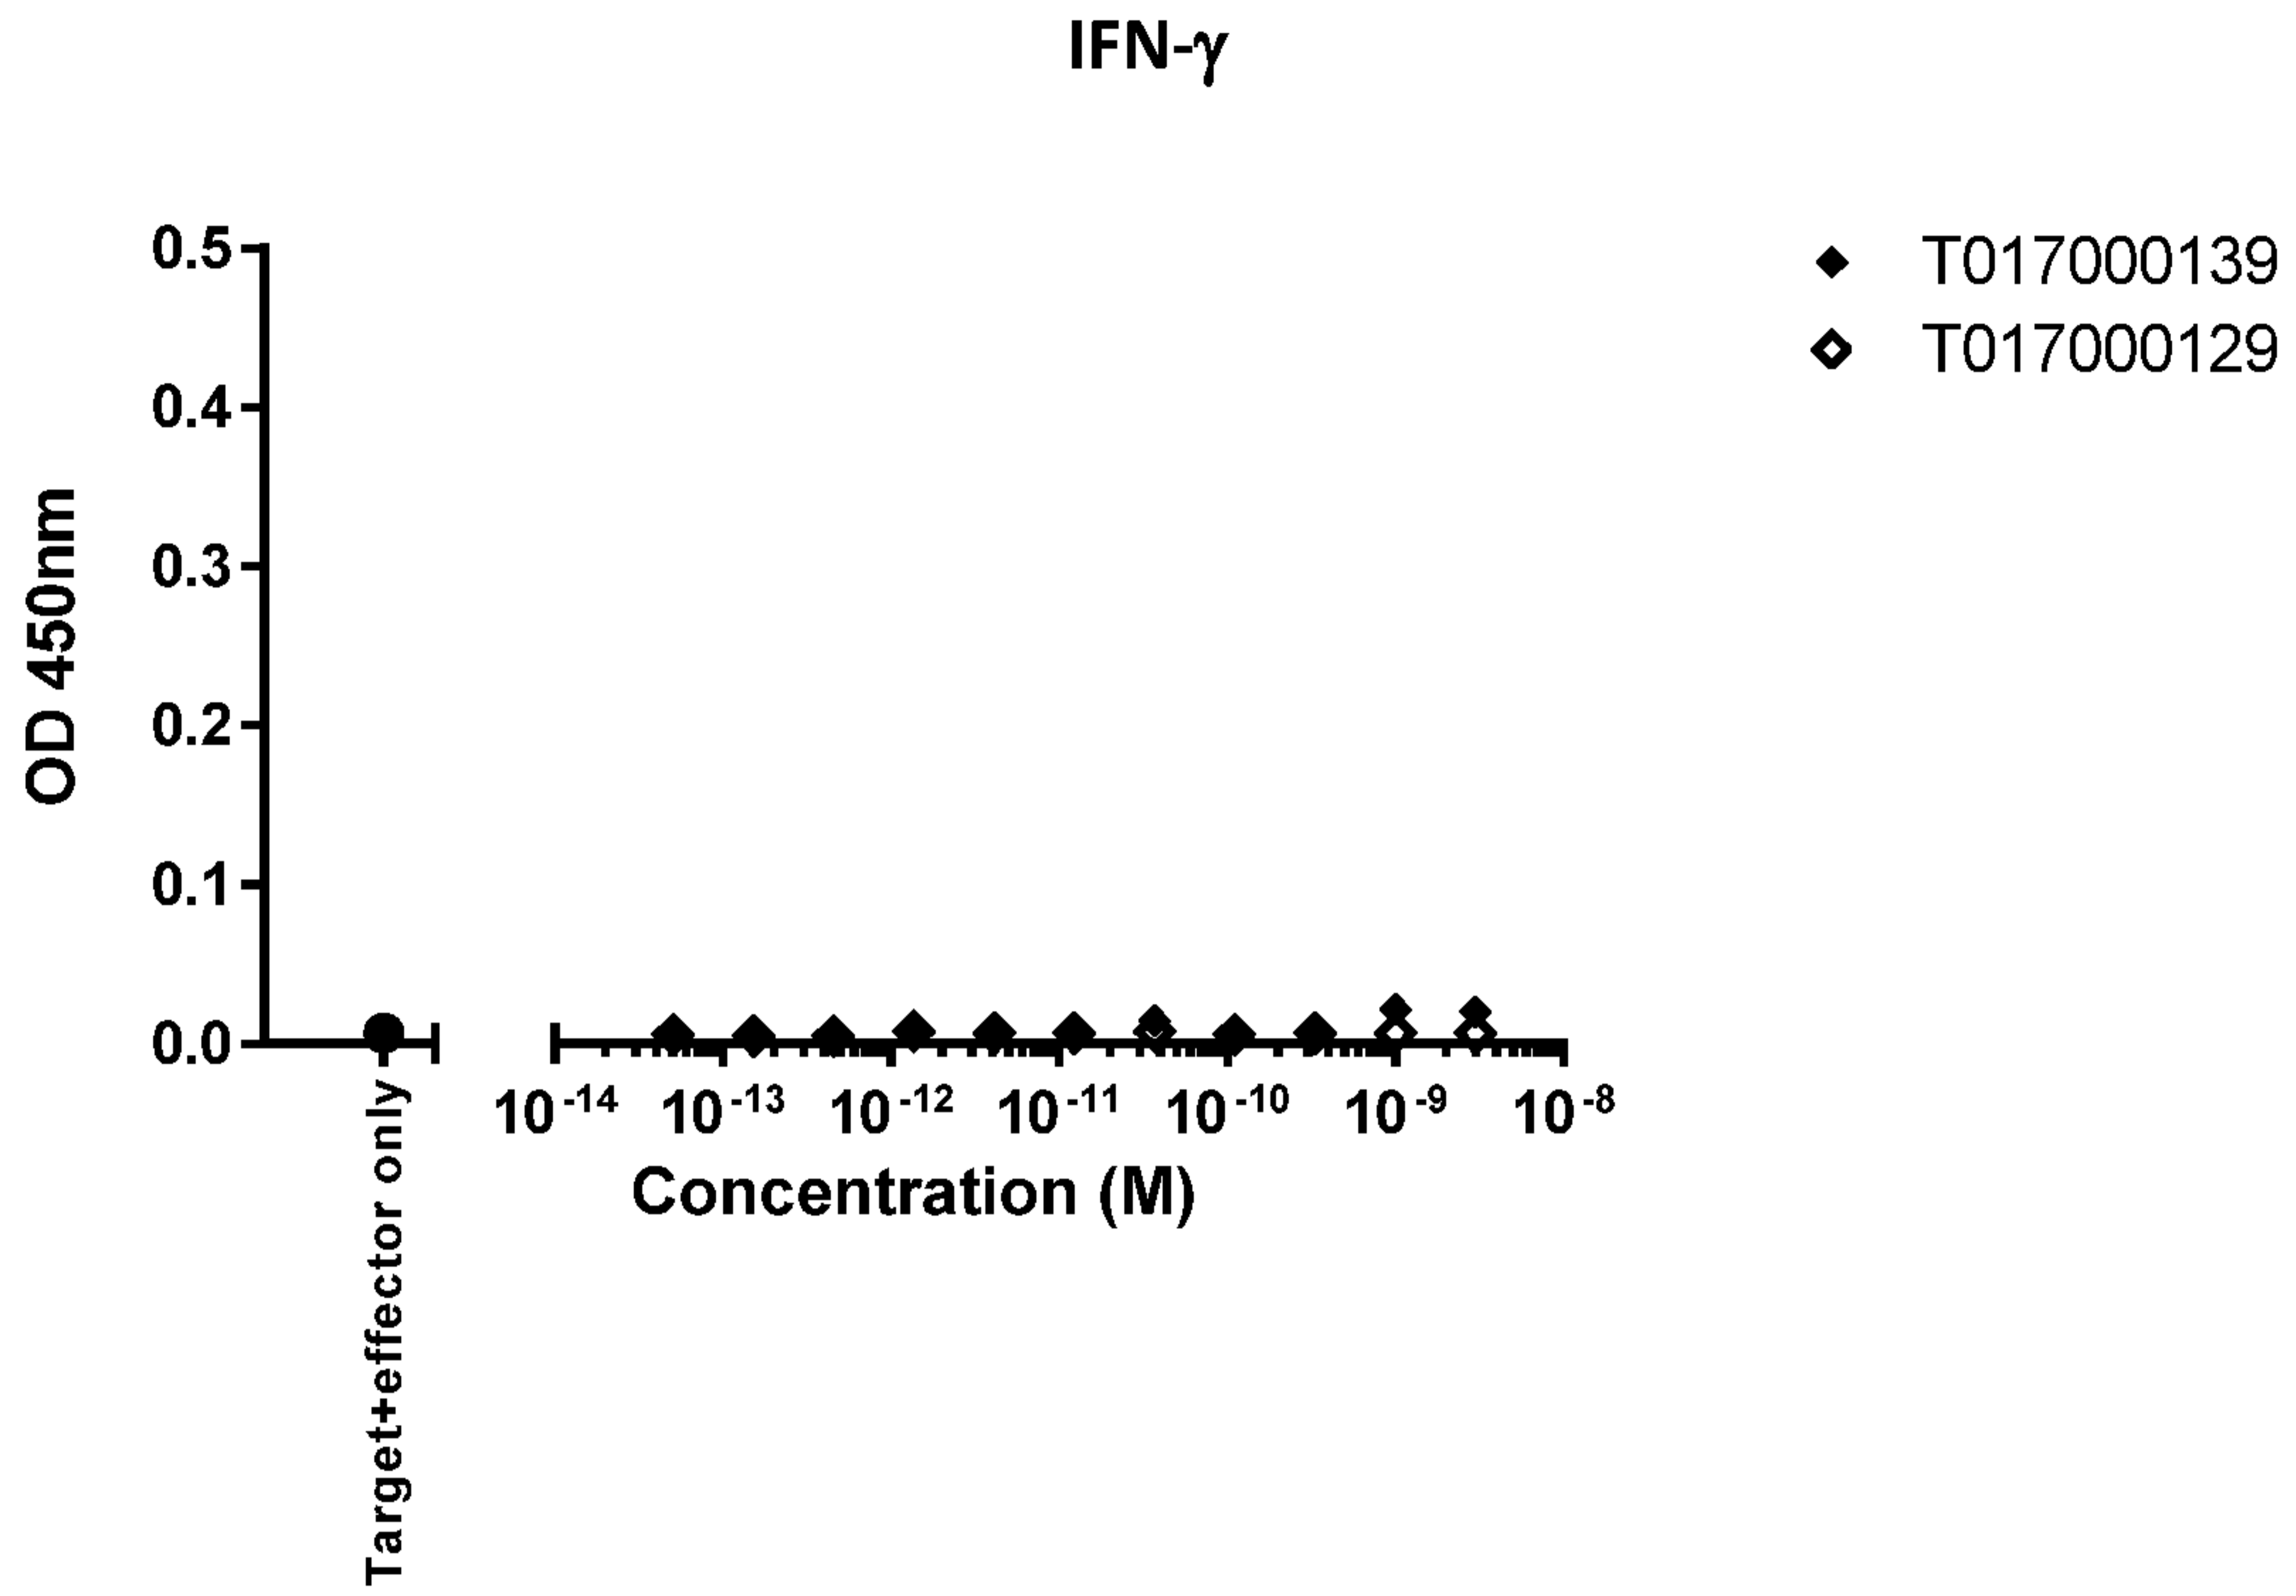 IFN-γ
T017000139
T017000129
OD 450nm
0.5
0.4
0.3
0.2
0.1
0.0
10-14 10-13 10-12 10-11 10-10 10-9 10-8
Concentration (M)
Target+effector only